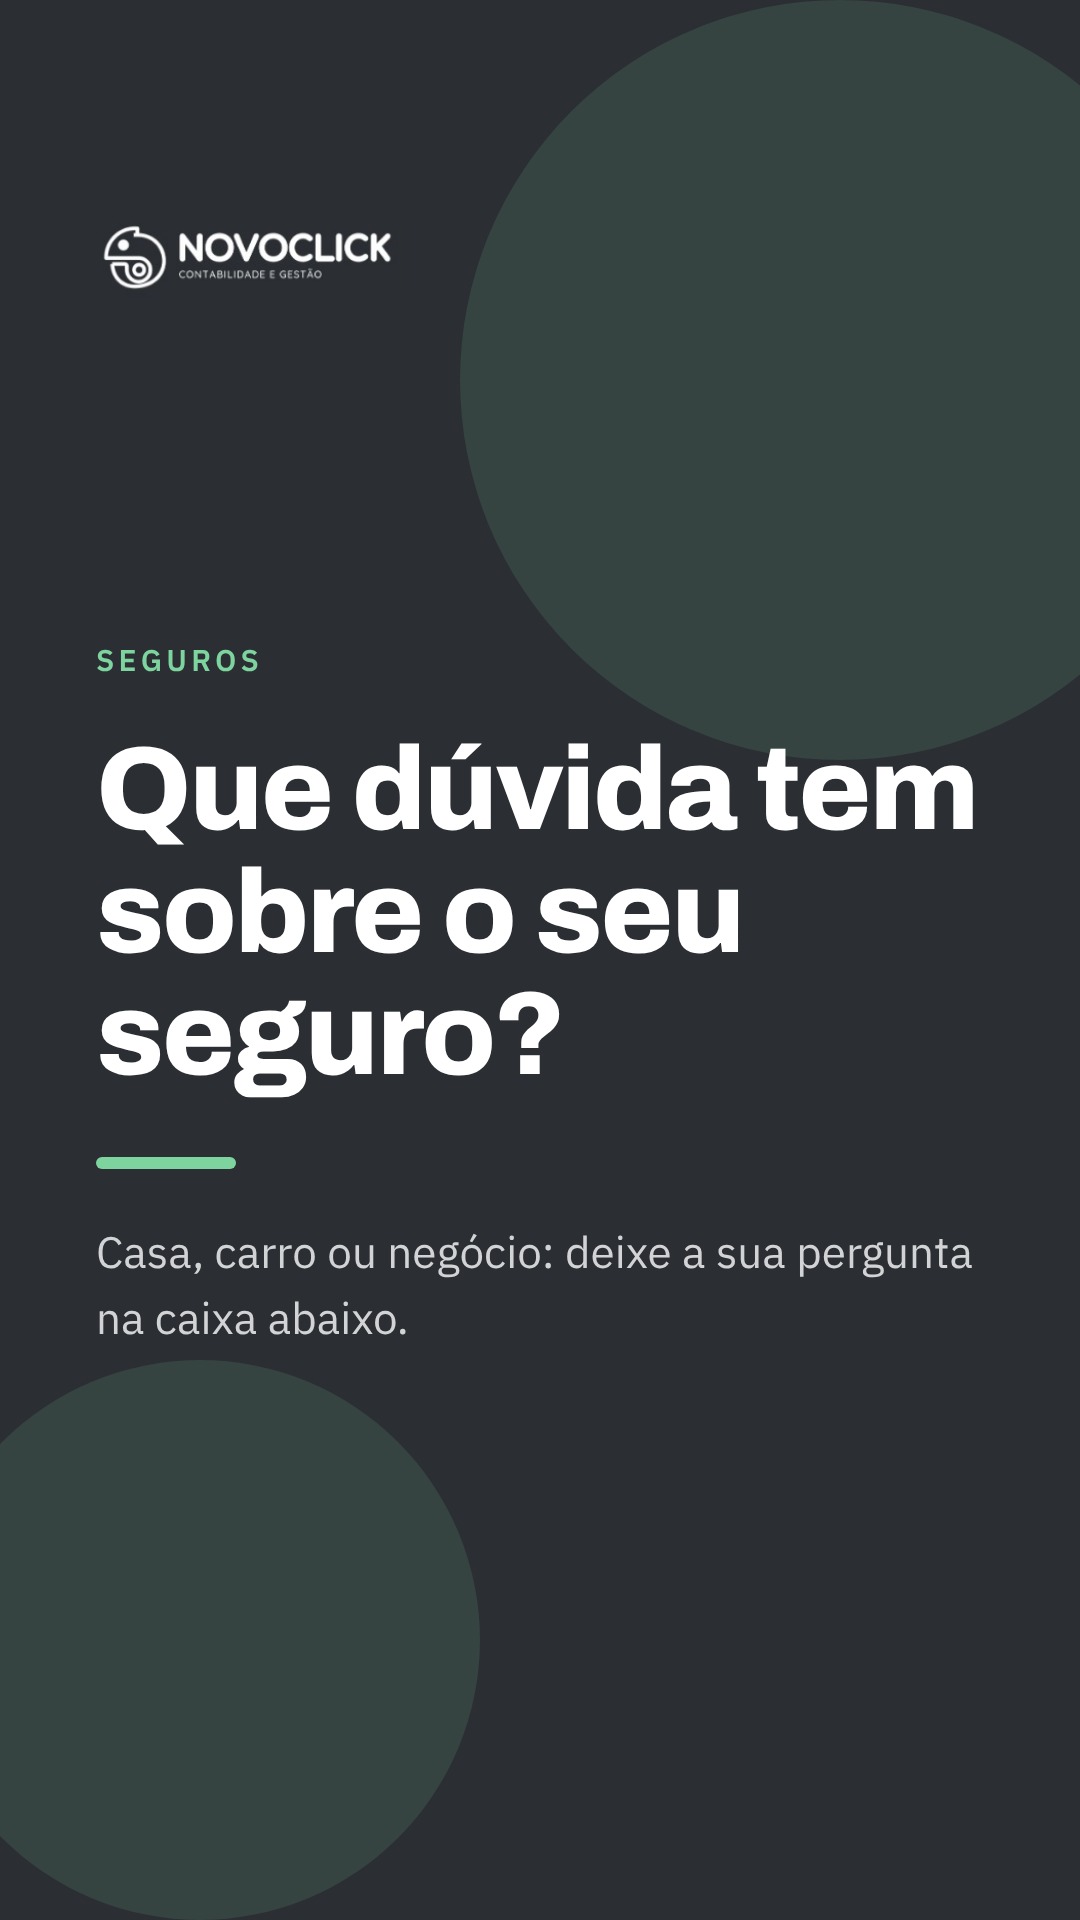 NOVOCLICK
CONTABILIDADE E GESTÃO
SEGUROS
Que dúvida tem
sobre o seu
seguro?
Casa, carro ou negócio: deixe a sua pergunta
na caixa abaixo.